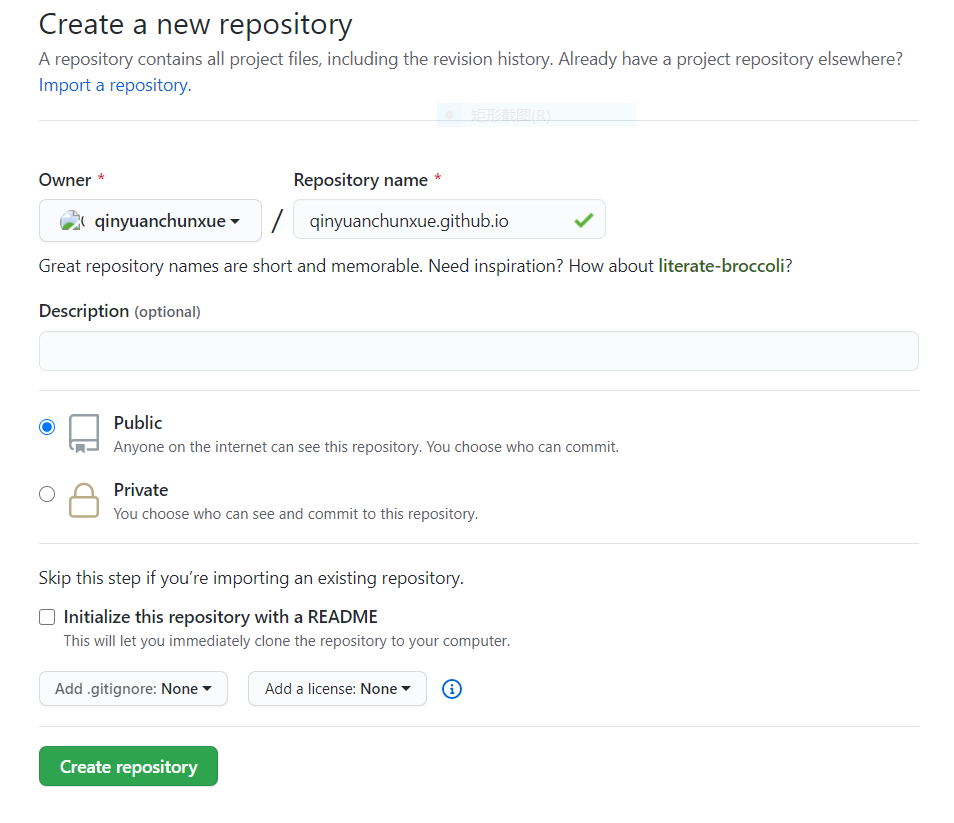 Create a new repository
A repository contains all project files, including the revision history. Already have a project repository elsewhere?
Import a repository.
矩形截图(R)
Owner * Repository name *
qinyuanchunxue / qinyuanchunxue.github.io
Great repository names are short and memorable. Need inspiration? How about literate-broccoli?
Description (optional)
Public
Anyone on the internet can see this repository. You choose who can commit.
Private
You choose who can see and commit to this repository.
Skip this step if you’re importing an existing repository.
Initialize this repository with a README
This will let you immediately clone the repository to your computer.
Add .gitignore: None Add a license: None
Create repository